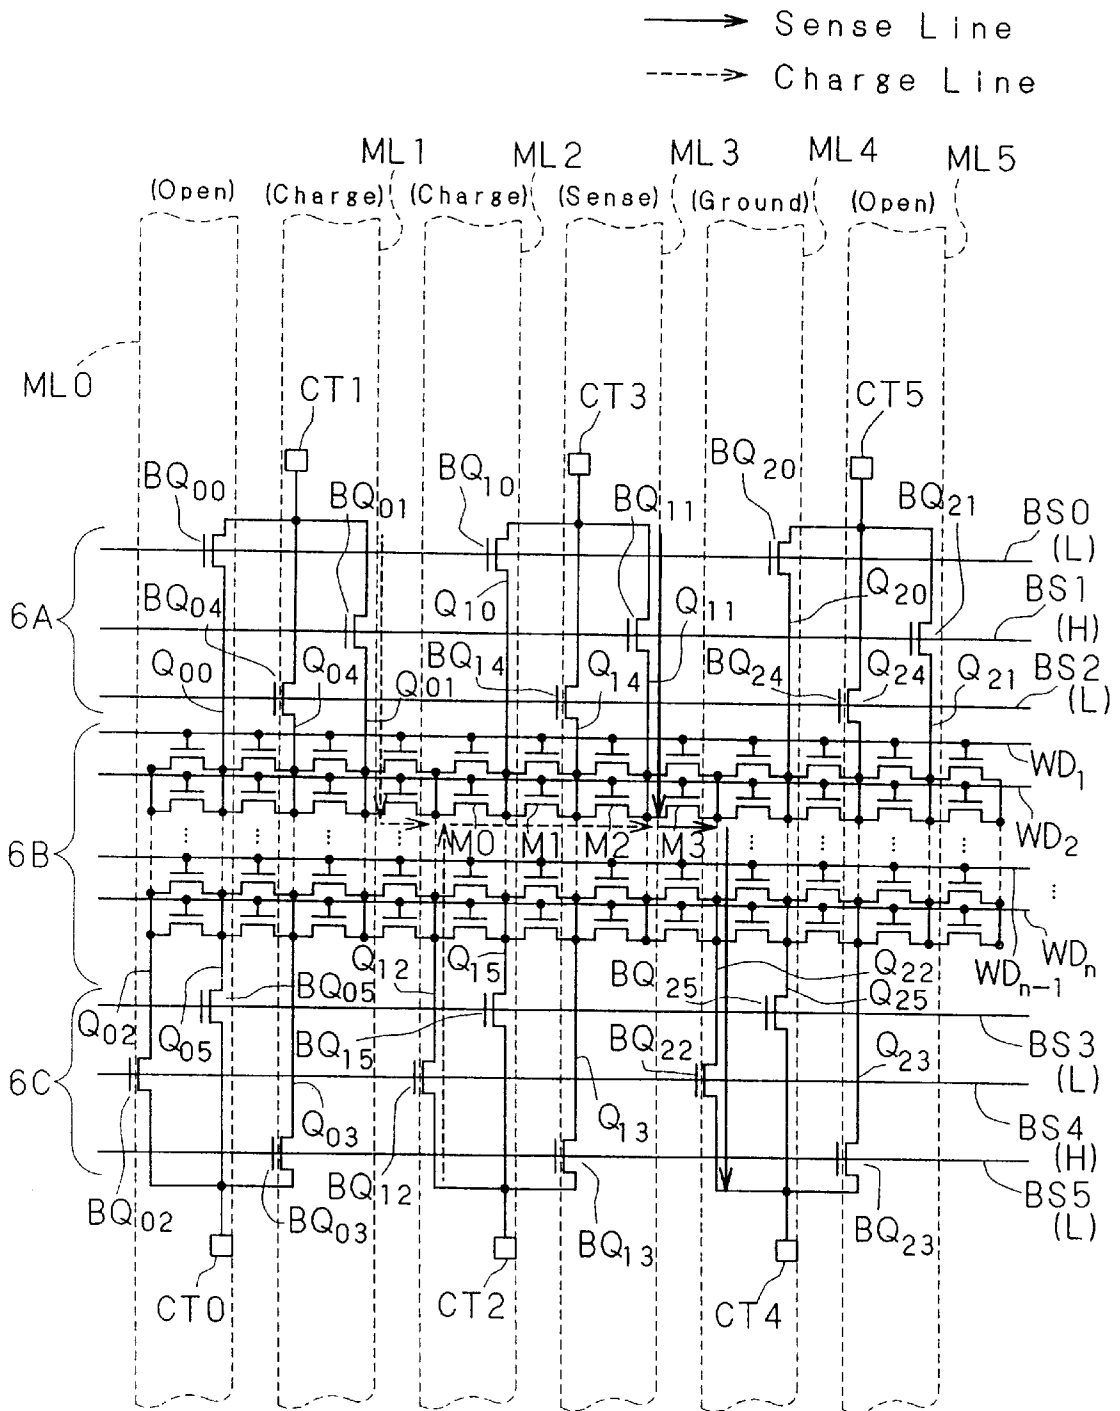 Sense Line
Charge Line
ML1
ML2
ML3
ML4
ML5
(Open)
(Charge)
(Charge)
(Sense)
(Ground)
(Open)
ML0
CT1
CT3
CT5
BQ00
BQ01
BQ10
BQ11
BQ20
BQ21
BS0
(L)
6A
BQ04
Q10
Q11
Q20
BS1
(H)
Q00
Q04
Q01
BQ14
Q14
BQ24
Q24
Q21
BS2
(L)
WD1
6B
M0
M1
M2
M3
WD2
WDn
WDn-1
Q12
Q15
BQ25
Q22
Q25
Q02
Q05
BQ05
BQ15
BQ22
Q23
BS3
(L)
6C
Q03
Q13
BS4
(H)
BQ02
BQ03
BQ12
BQ13
BQ23
BS5
(L)
CT0
CT2
CT4